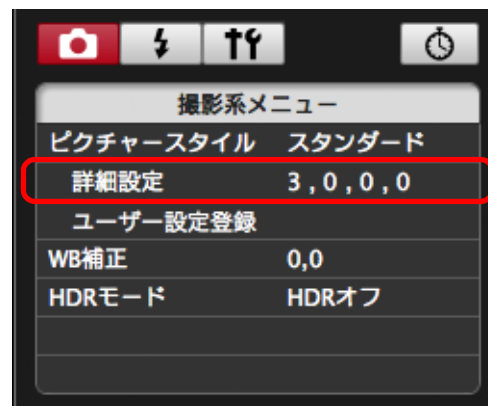 撮影系メニュー
ピクチャースタイル スタンダード
詳細設定 3,0,0,0
ユーザー設定登録
WB補正 0,0
HDRモード HDRオフ